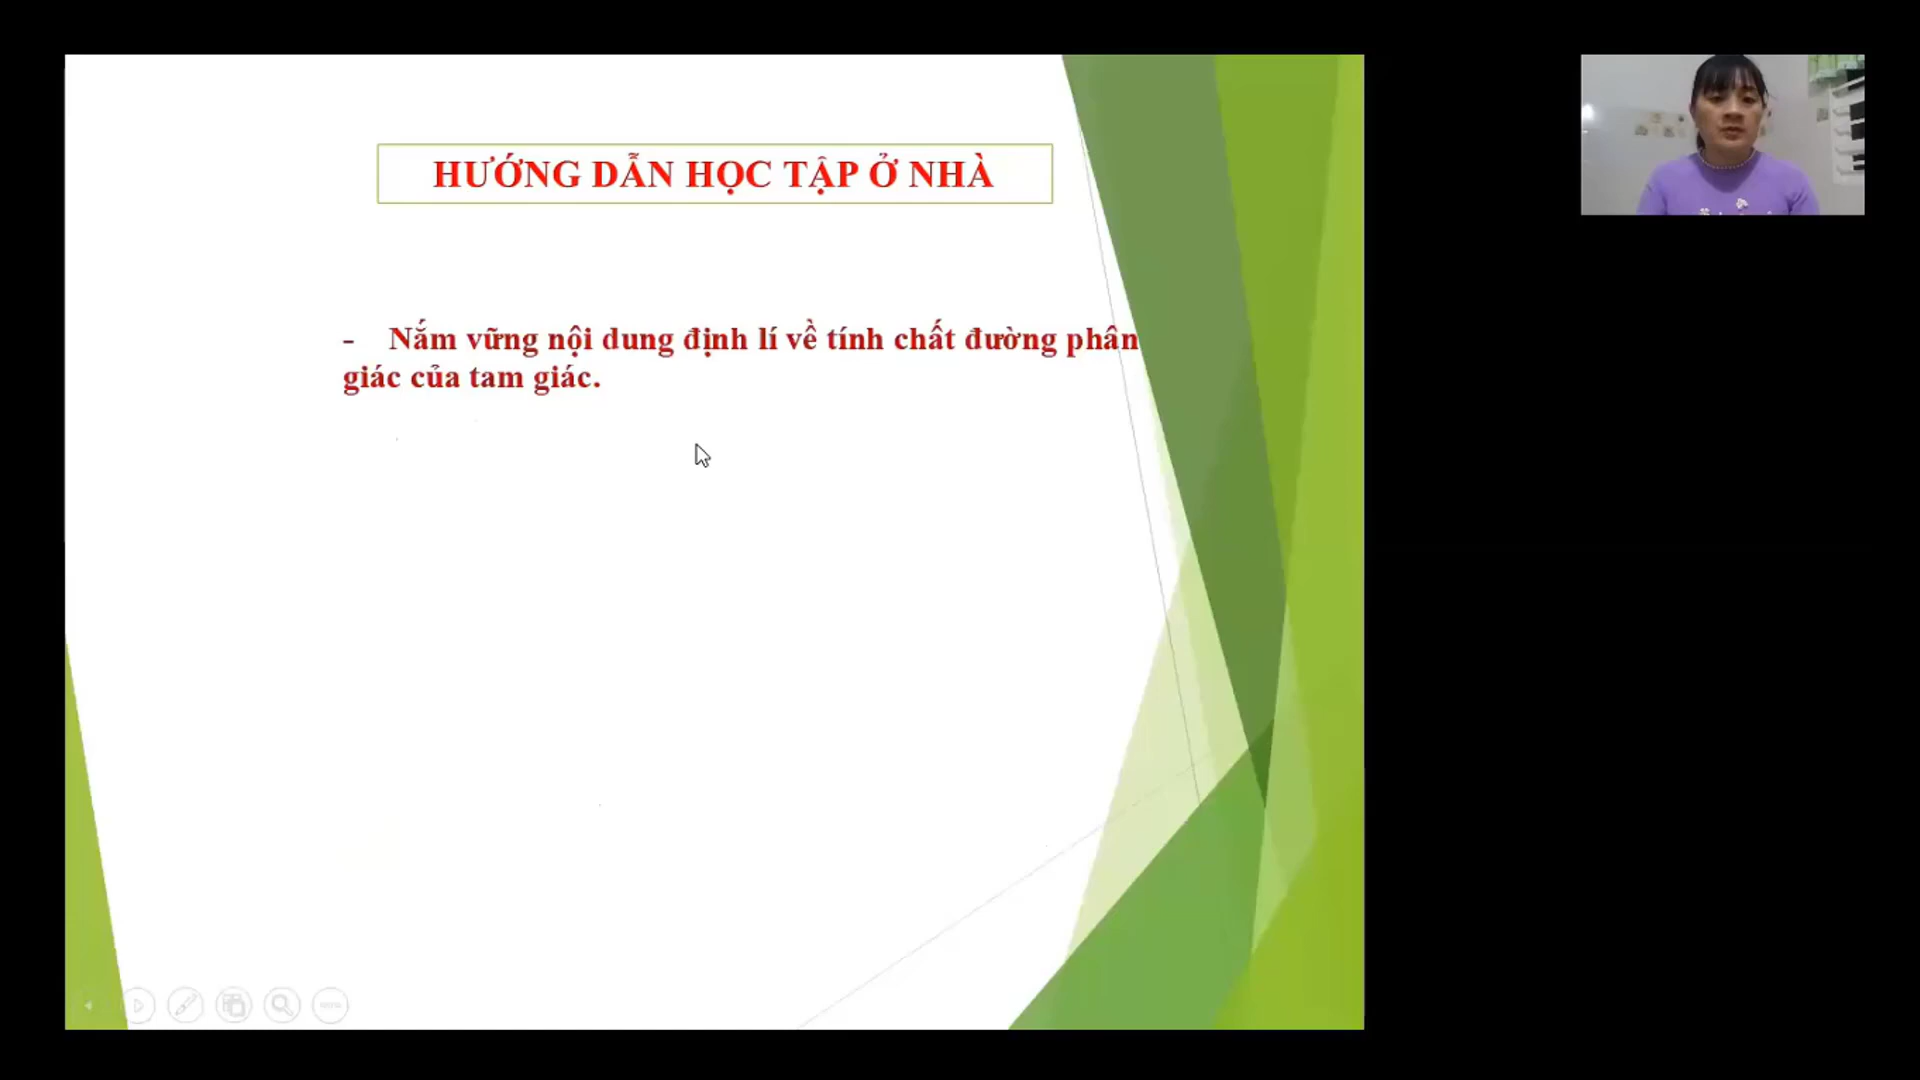 HƯỚNG DẪN HỌC TẬP Ở NHÀ
- Nắm vững nội dung định lí về tính chất đường phân
giác của tam giác.